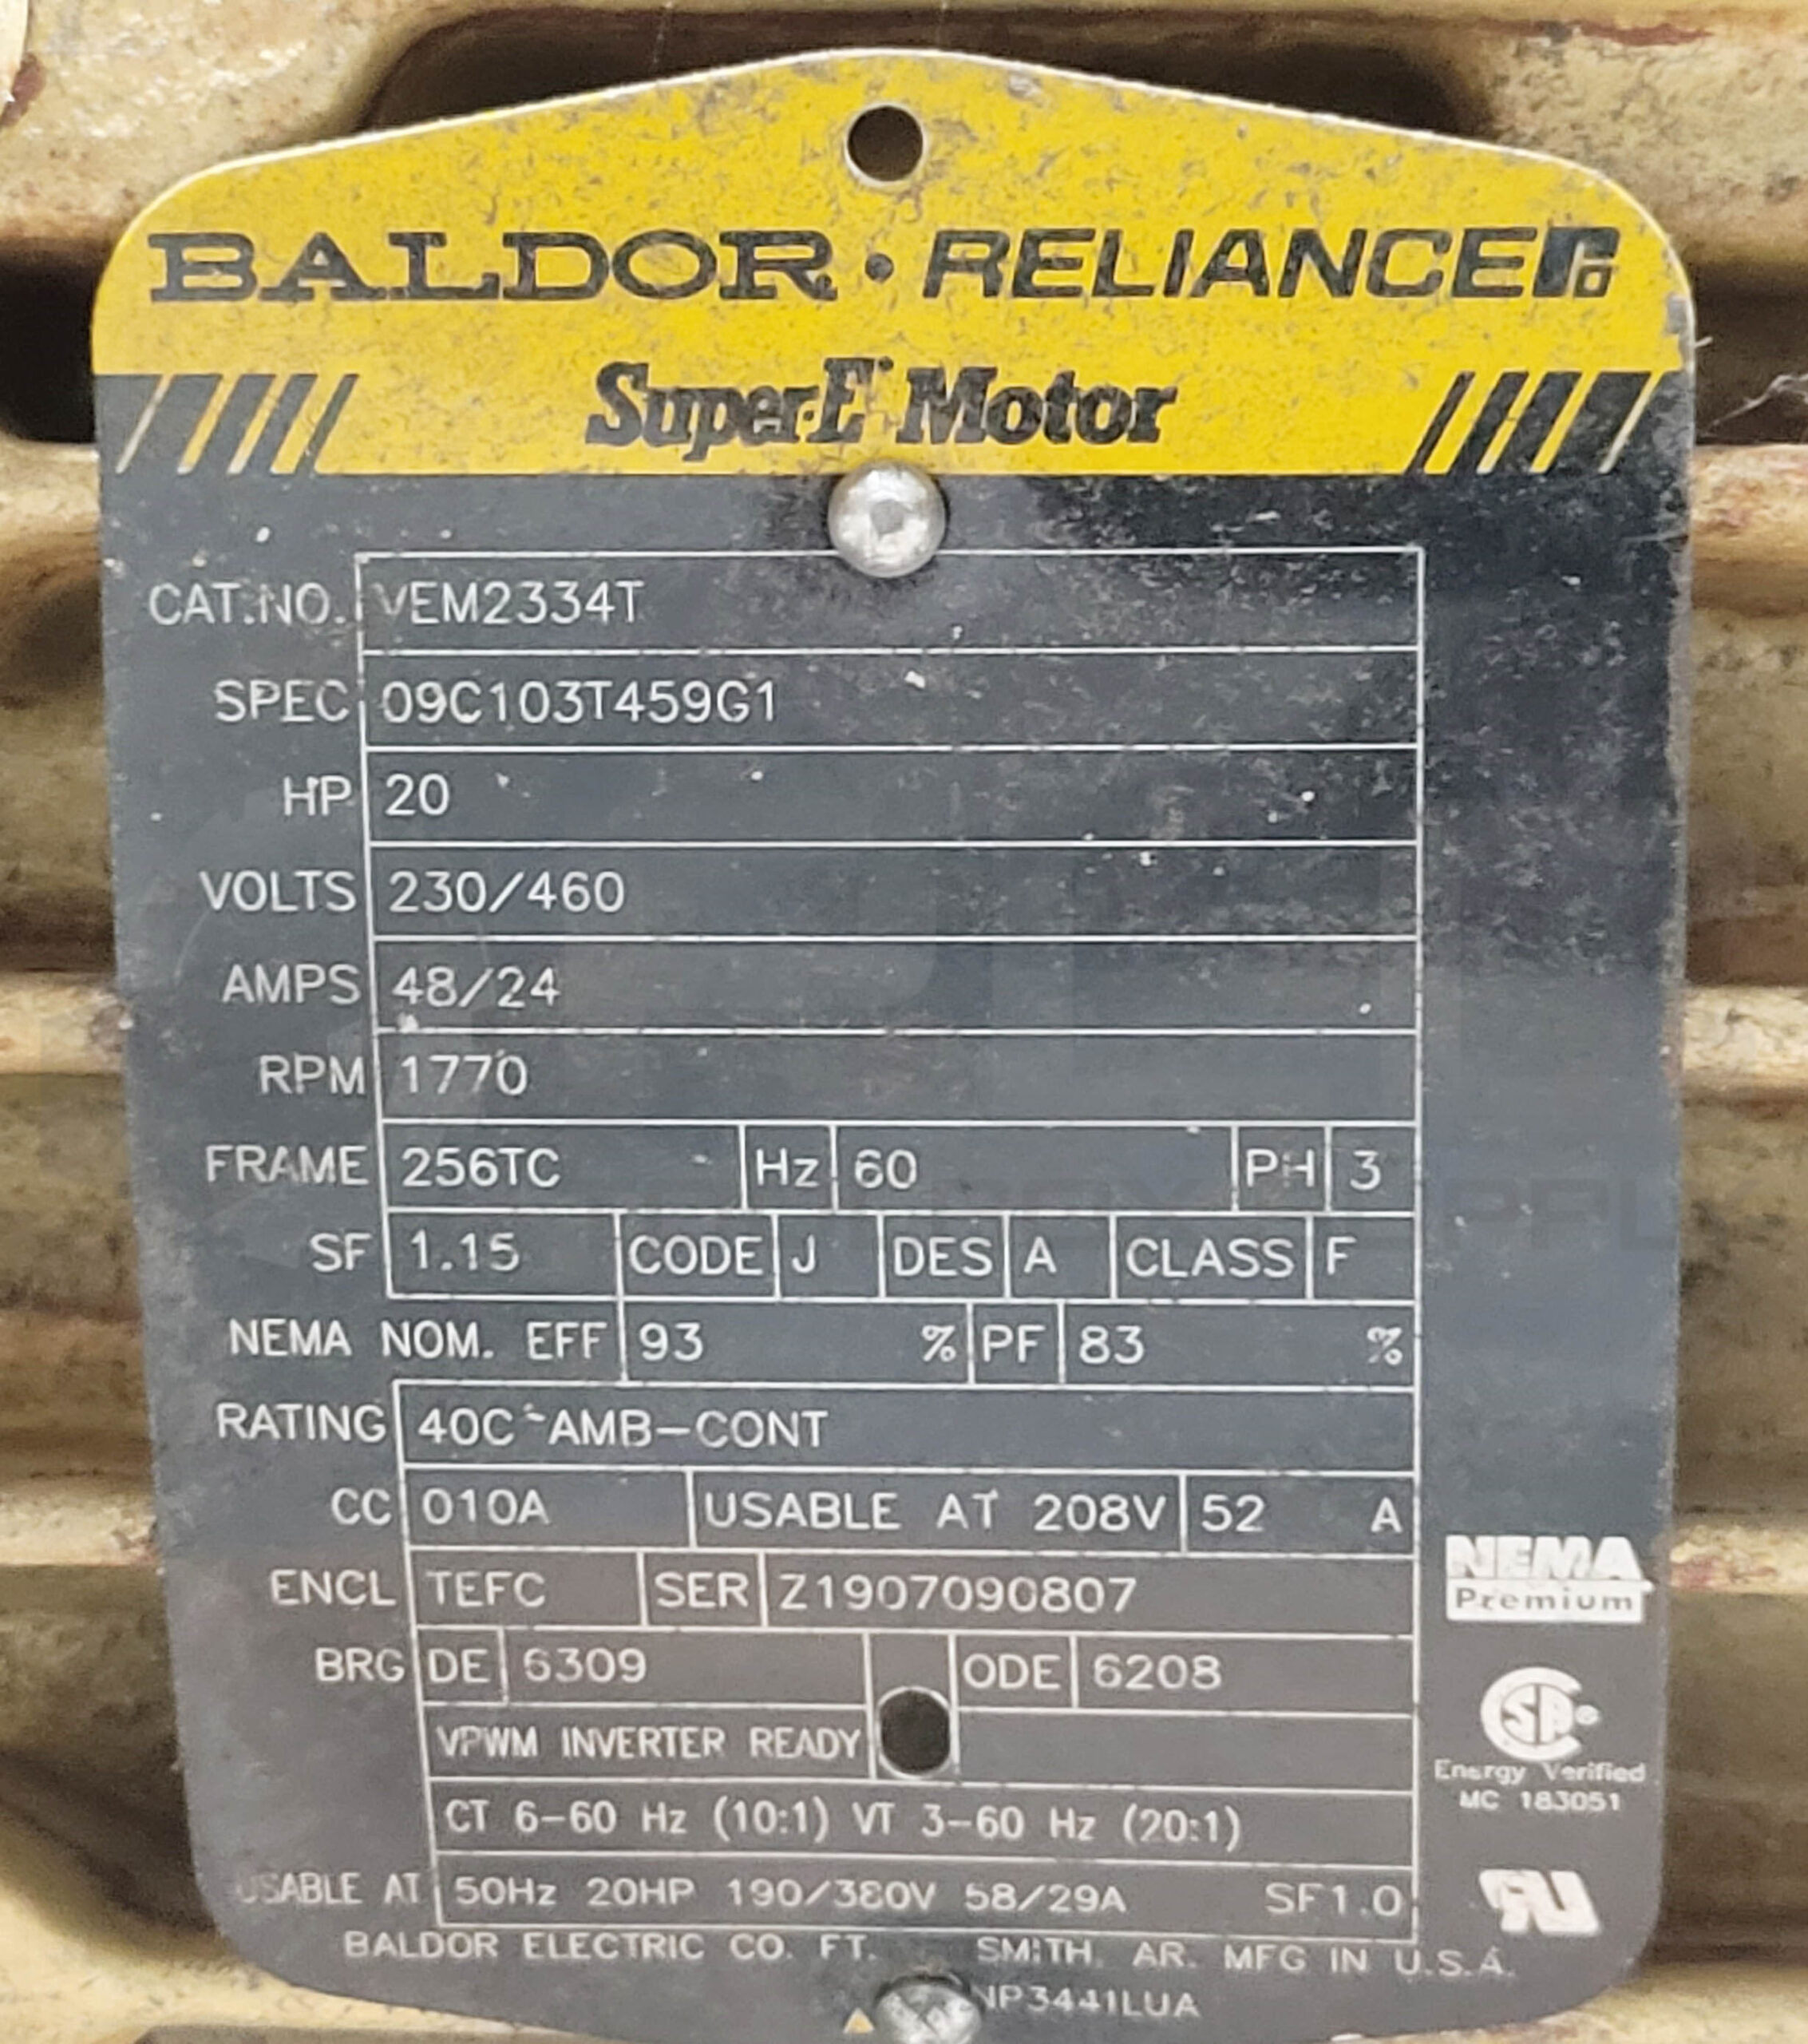 BALDOR • RELIANCE
Super-E Motor
CAT.NO. VEM2334T
SPEC 09C103T459G1
HP 20
VOLTS 230/460
AMPS 48/24
RPM 1770
FRAME 256TC Hz 60 PH 3
SF 1.15 CODE J DES A CLASS F
NEMA NOM. EFF 93 % PF 83 %
RATING 40C AMB-CONT
CC 010A USABLE AT 208V 52 A
ENCL TEFC SER Z1907090807
BRG DE 6309 ODE 6208
VPWM INVERTER READY
CT 6-60 Hz (10:1) VT 3-60 Hz (20:1)
USABLE AT 50Hz 20HP 190/380V 58/29A SF1.0
BALDOR ELECTRIC CO. FT. SMITH, AR. MFG IN U.S.A.
NP3441LUA
NEMA
Premium
SA®
Energy Verified
MC 183051